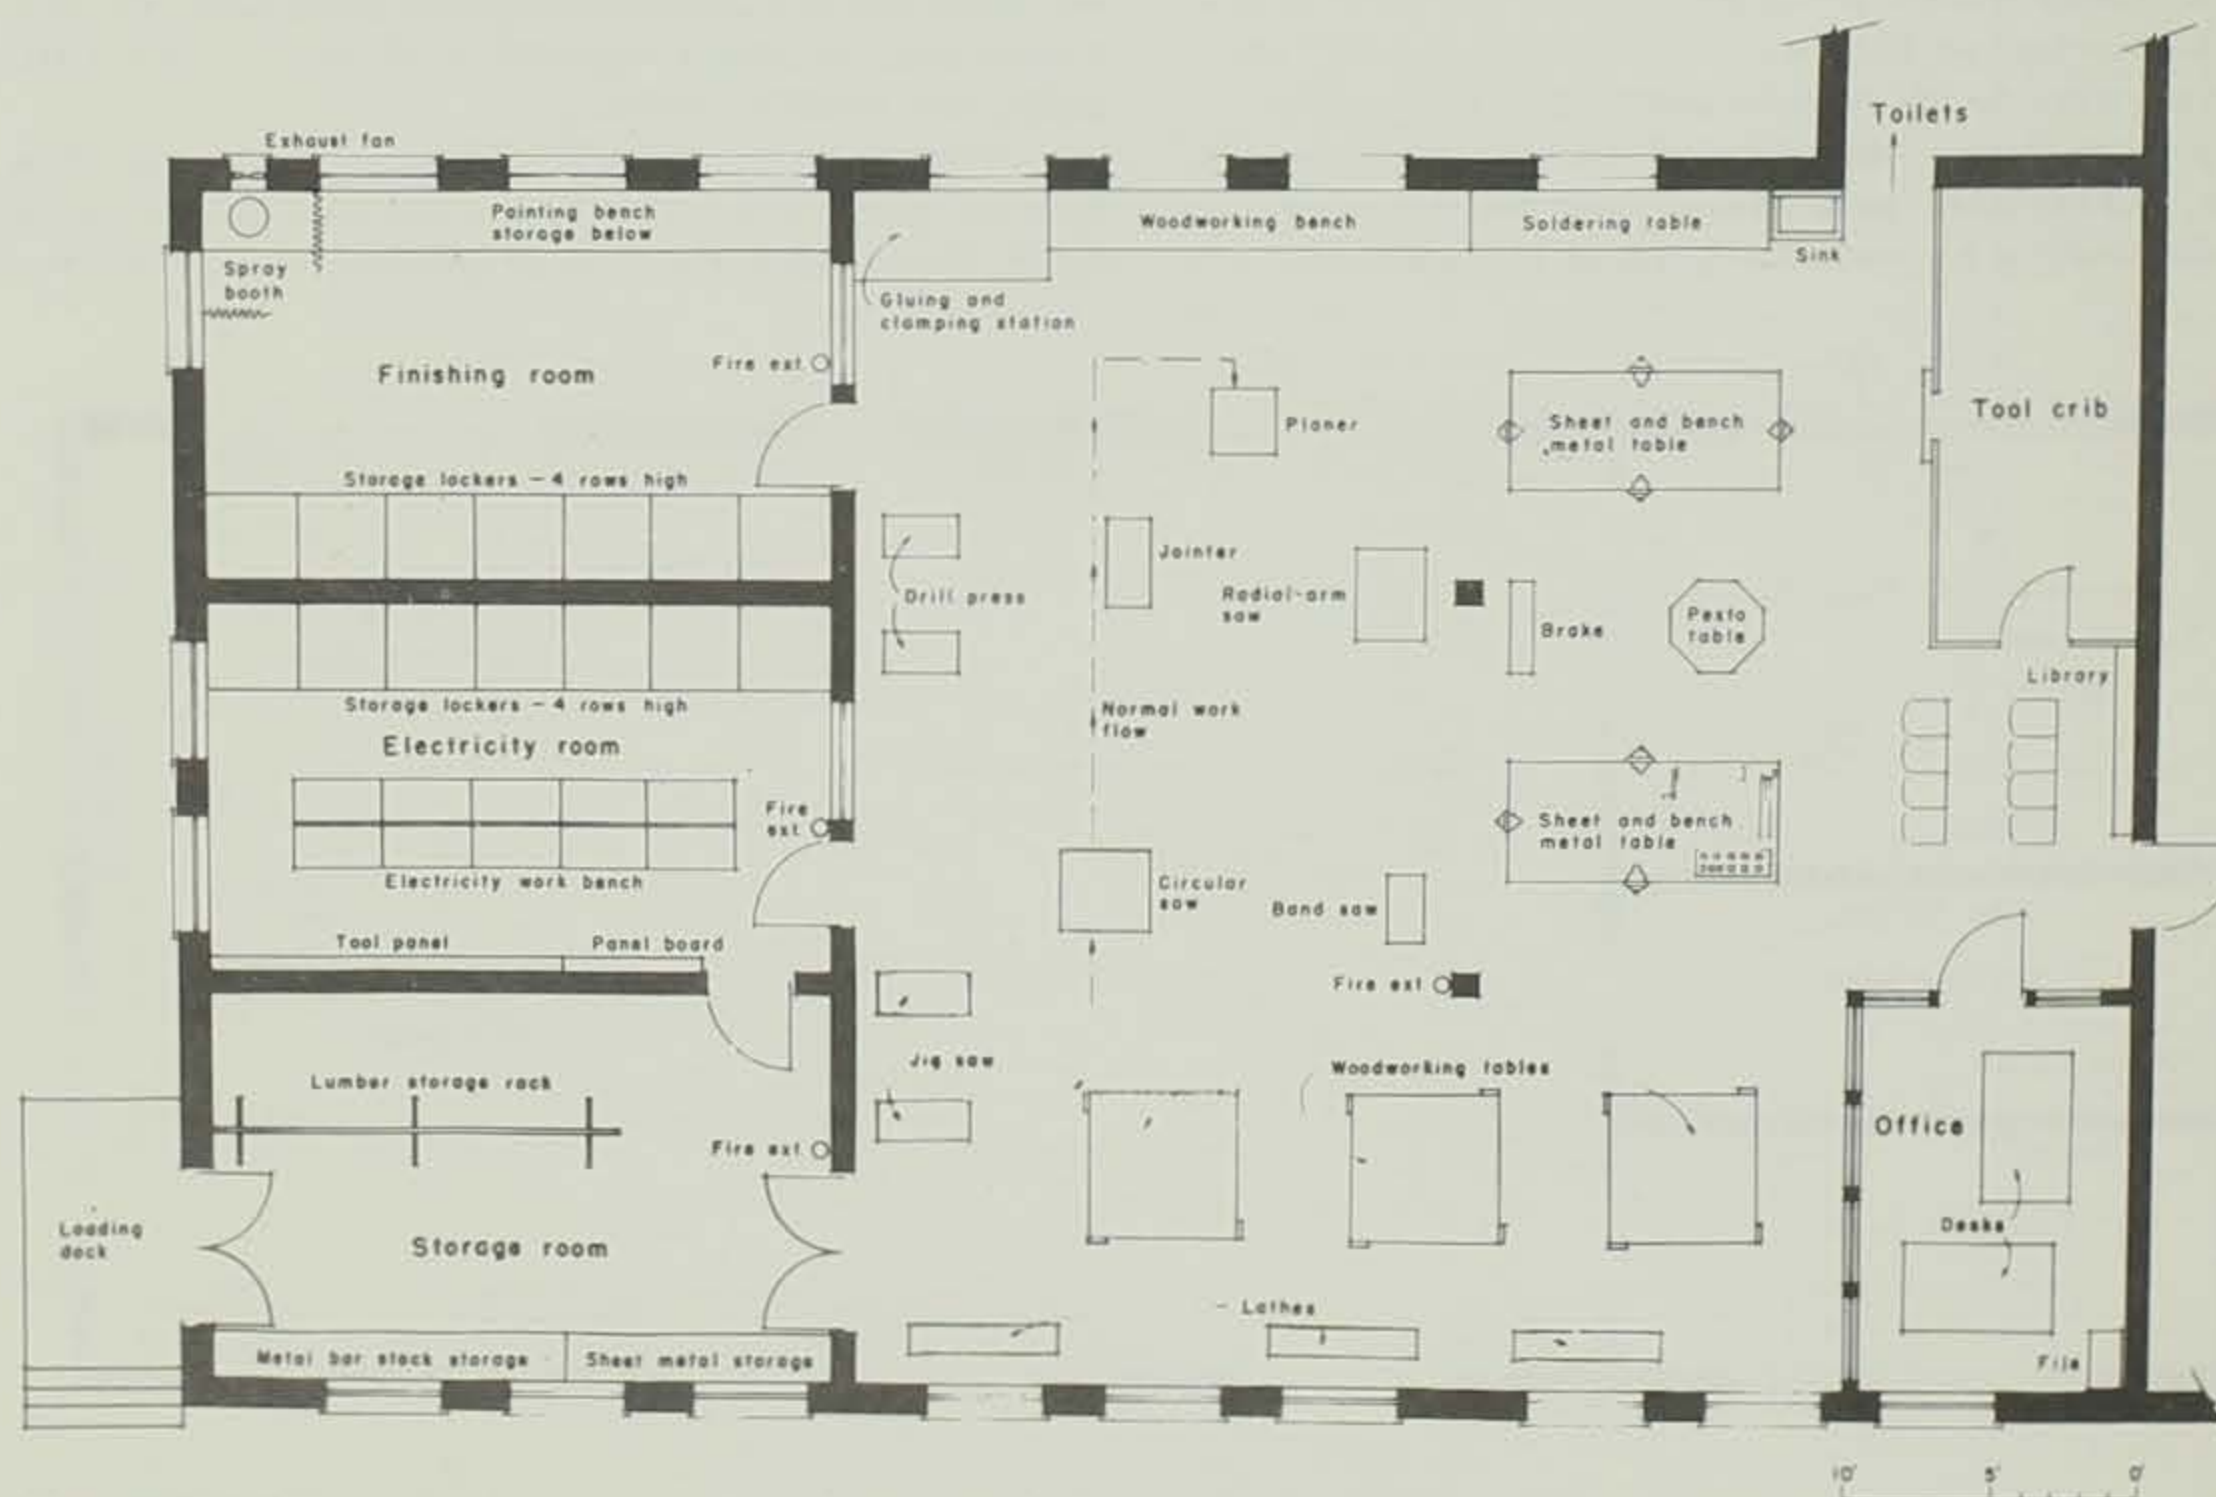 Toilets
Exhaust fan
Painting bench
storage below
Woodworking bench
Soldering table
Sink
Spray
booth
Gluing and
clamping station
Fire ext.
Finishing room
Planer
Sheet and bench
metal table
Tool crib
Storage lockers – 4 rows high
Drill press
Jointer
Radial-arm
saw
Brake
Pexto
table
Library
Storage lockers – 4 rows high
Electricity room
Normal work
flow
Fire
ext.
Sheet and bench
metal table
Electricity work bench
Circular
saw
Band saw
Tool panel
Panel board
Fire ext.
Jig saw
Woodworking tables
Lumber storage rack
Fire ext.
Office
Loading
dock
Storage room
Desks
Lathes
Metal bar stock storage
Sheet metal storage
File
10'
5'
0'